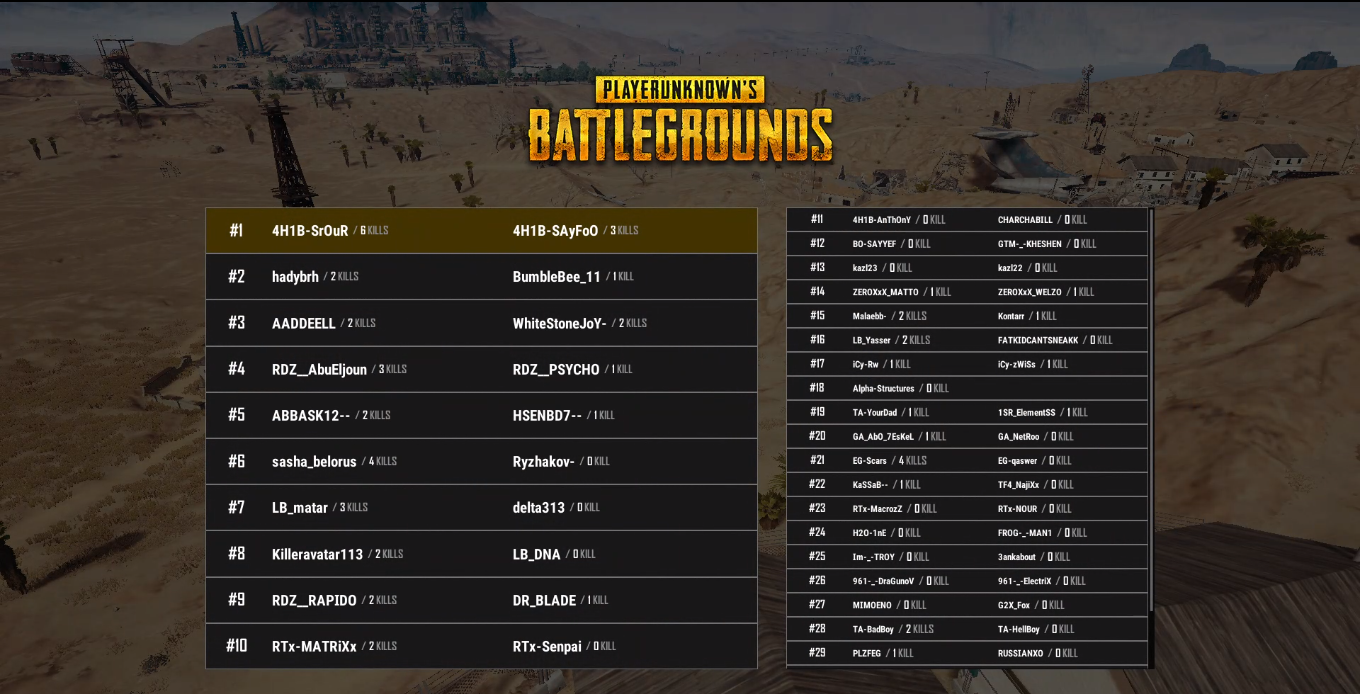 PLAYERUNKNOWN'S
BATTLEGROUNDS
#1 4H1B-SrOuR / 6 KILLS 4H1B-SAyFoO / 3 KILLS
#2 hadybrh / 2 KILLS BumbleBee_11 / 1 KILL
#3 AADDEELL / 2 KILLS WhiteStoneJoY- / 2 KILLS
#4 RDZ__AbuEljoun / 3 KILLS RDZ__PSYCHO / 1 KILL
#5 ABBASK12-- / 2 KILLS HSENBD7-- / 1 KILL
#6 sasha_belorus / 4 KILLS Ryzhakov- / 0 KILL
#7 LB_matar / 3 KILLS delta313 / 0 KILL
#8 Killeravatar113 / 2 KILLS LB_DNA / 0 KILL
#9 RDZ__RAPIDO / 2 KILLS DR_BLADE / 1 KILL
#10 RTx-MATRiXx / 2 KILLS RTx-Senpai / 0 KILL
#11 4H1B-AnThOnY / 0 KILL CHARCHABILL / 0 KILL
#12 BO-SAYYEF / 0 KILL GTM-_-KHESHEN / 0 KILL
#13 kazl23 / 0 KILL kazl22 / 0 KILL
#14 ZEROXxX_MATTO / 1 KILL ZEROXxX_WELZO / 1 KILL
#15 Malaebb- / 2 KILLS Kontarr / 1 KILL
#16 LB_Yasser / 2 KILLS FATKIDCANTSNEAKK / 0 KILL
#17 iCy-Rw / 1 KILL iCy-zWiSs / 1 KILL
#18 Alpha-Structures / 0 KILL
#19 TA-YourDad / 1 KILL 1SR_ElementSS / 1 KILL
#20 GA_AbO_7EsKeL / 1 KILL GA_NetRoo / 0 KILL
#21 EG-Scars / 4 KILLS EG-qaswer / 0 KILL
#22 KaSSaB-- / 1 KILL TF4_NajiXx / 0 KILL
#23 RTx-MacrozZ / 0 KILL RTx-NOUR / 0 KILL
#24 H2O-1nE / 0 KILL FROG-_-MAN1 / 0 KILL
#25 Im-_-TROY / 0 KILL 3ankabout / 0 KILL
#26 961-_-DraGunoV / 0 KILL 961-_-ElectriX / 0 KILL
#27 MIMOENO / 0 KILL G2X_Fox / 0 KILL
#28 TA-BadBoy / 2 KILLS TA-HellBoy / 0 KILL
#29 PLZFEG / 1 KILL RUSSIANXO / 0 KILL